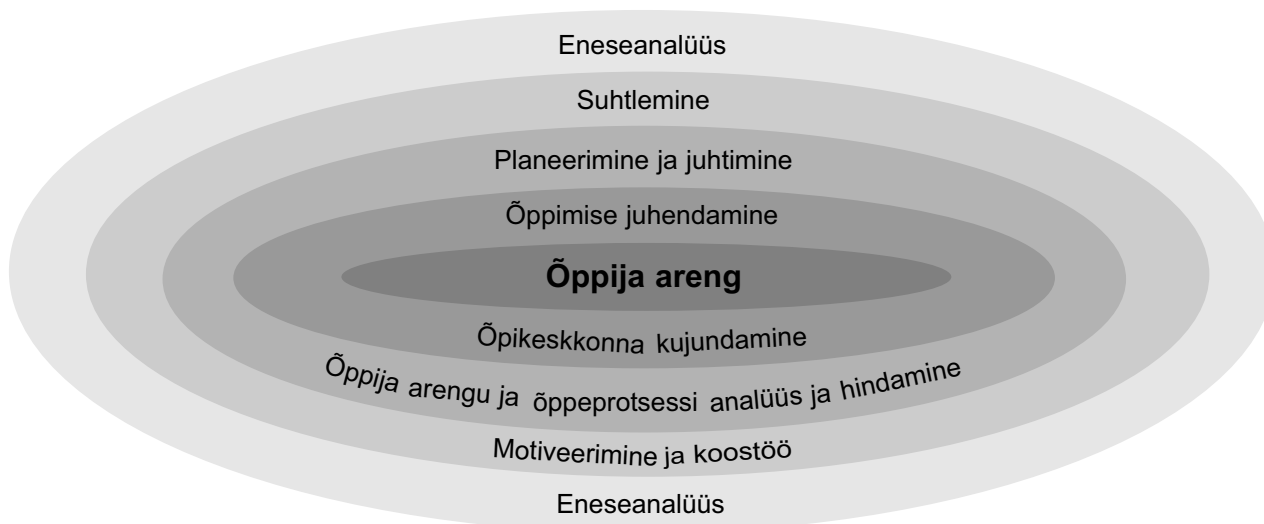 Eneseanalüüs
Suhtlemine
Planeerimine ja juhtimine
Õppimise juhendamine
Õppija areng
Õpikeskkonna kujundamine
Õppija arengu ja õppeprotsessi analüüs ja hindamine
Motiveerimine ja koostöö
Eneseanalüüs